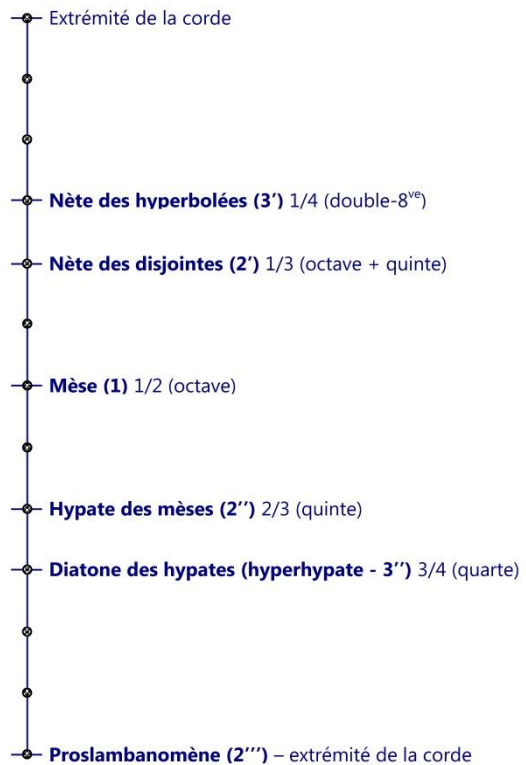 Extrémité de la corde
Nète des hyperbolées (3') 1/4 (double-8ve)
Nète des disjointes (2') 1/3 (octave + quinte)
Mèse (1) 1/2 (octave)
Hypate des mèses (2'') 2/3 (quinte)
Diatone des hypates (hyperhypate - 3'') 3/4 (quarte)
Proslambanomène (2''') – extrémité de la corde